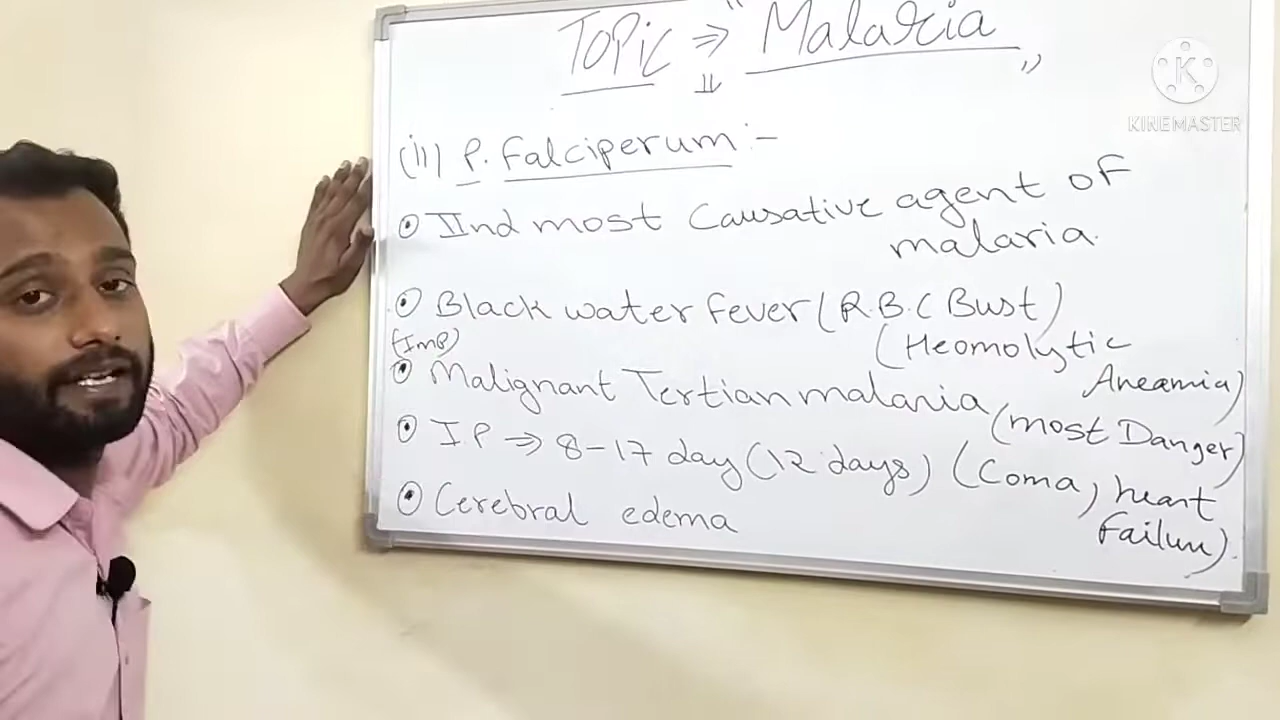 Topic ⇒ " Malaria "
(ii) P. Falciperum :-
IInd most Causative agent of
malaria.
Black water fever (R.B.C Bust)
(Heomolytic
Aneamia)
(Imp)
Malignant Tertian malaria
(most Danger)
I.P ⇒ 8-17 day (12 days) (Coma, heart
Failure).
Cerebral edema
K
KINEMASTER